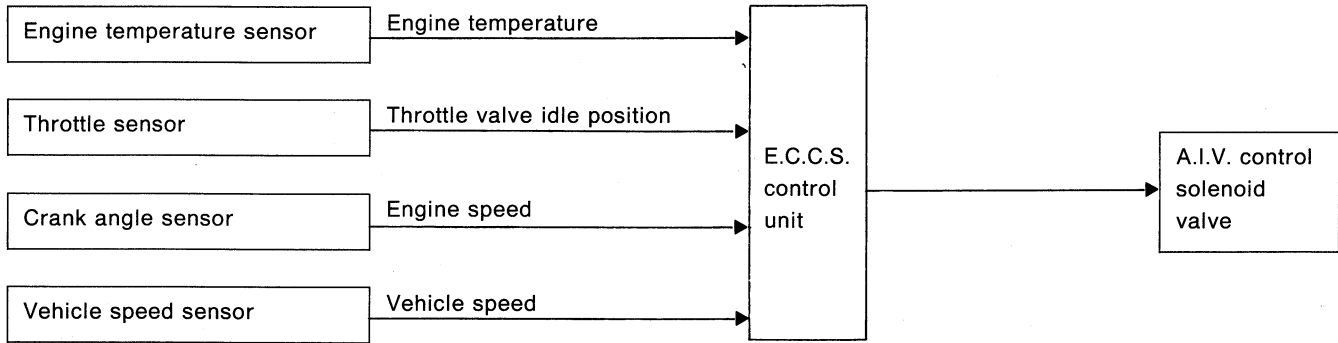 Engine temperature sensor
Engine temperature
Throttle sensor
Throttle valve idle position
Crank angle sensor
Engine speed
Vehicle speed sensor
Vehicle speed
E.C.C.S.
control
unit
A.I.V. control
solenoid
valve